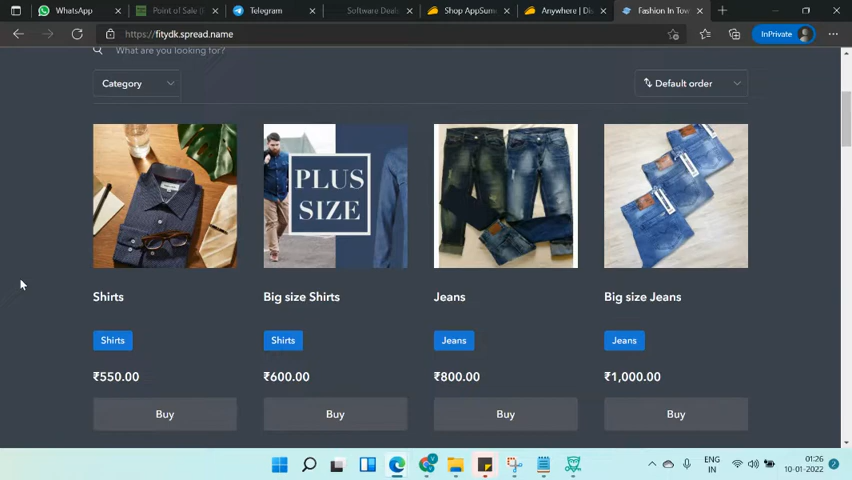 WhatsApp
Point of Sale (
Telegram
Software Deals
Shop AppSum
Anywhere | Di
Fashion In Tow
https://fitydk.spread.name
InPrivate
What are you looking for?
Category
Default order
PLUS
SIZE
Shirts
Big size Shirts
Jeans
Big size Jeans
Shirts
Shirts
Jeans
Jeans
₹550.00
₹600.00
₹800.00
₹1,000.00
Buy
Buy
Buy
Buy
ENG
IN
01:26
10-01-2022
2